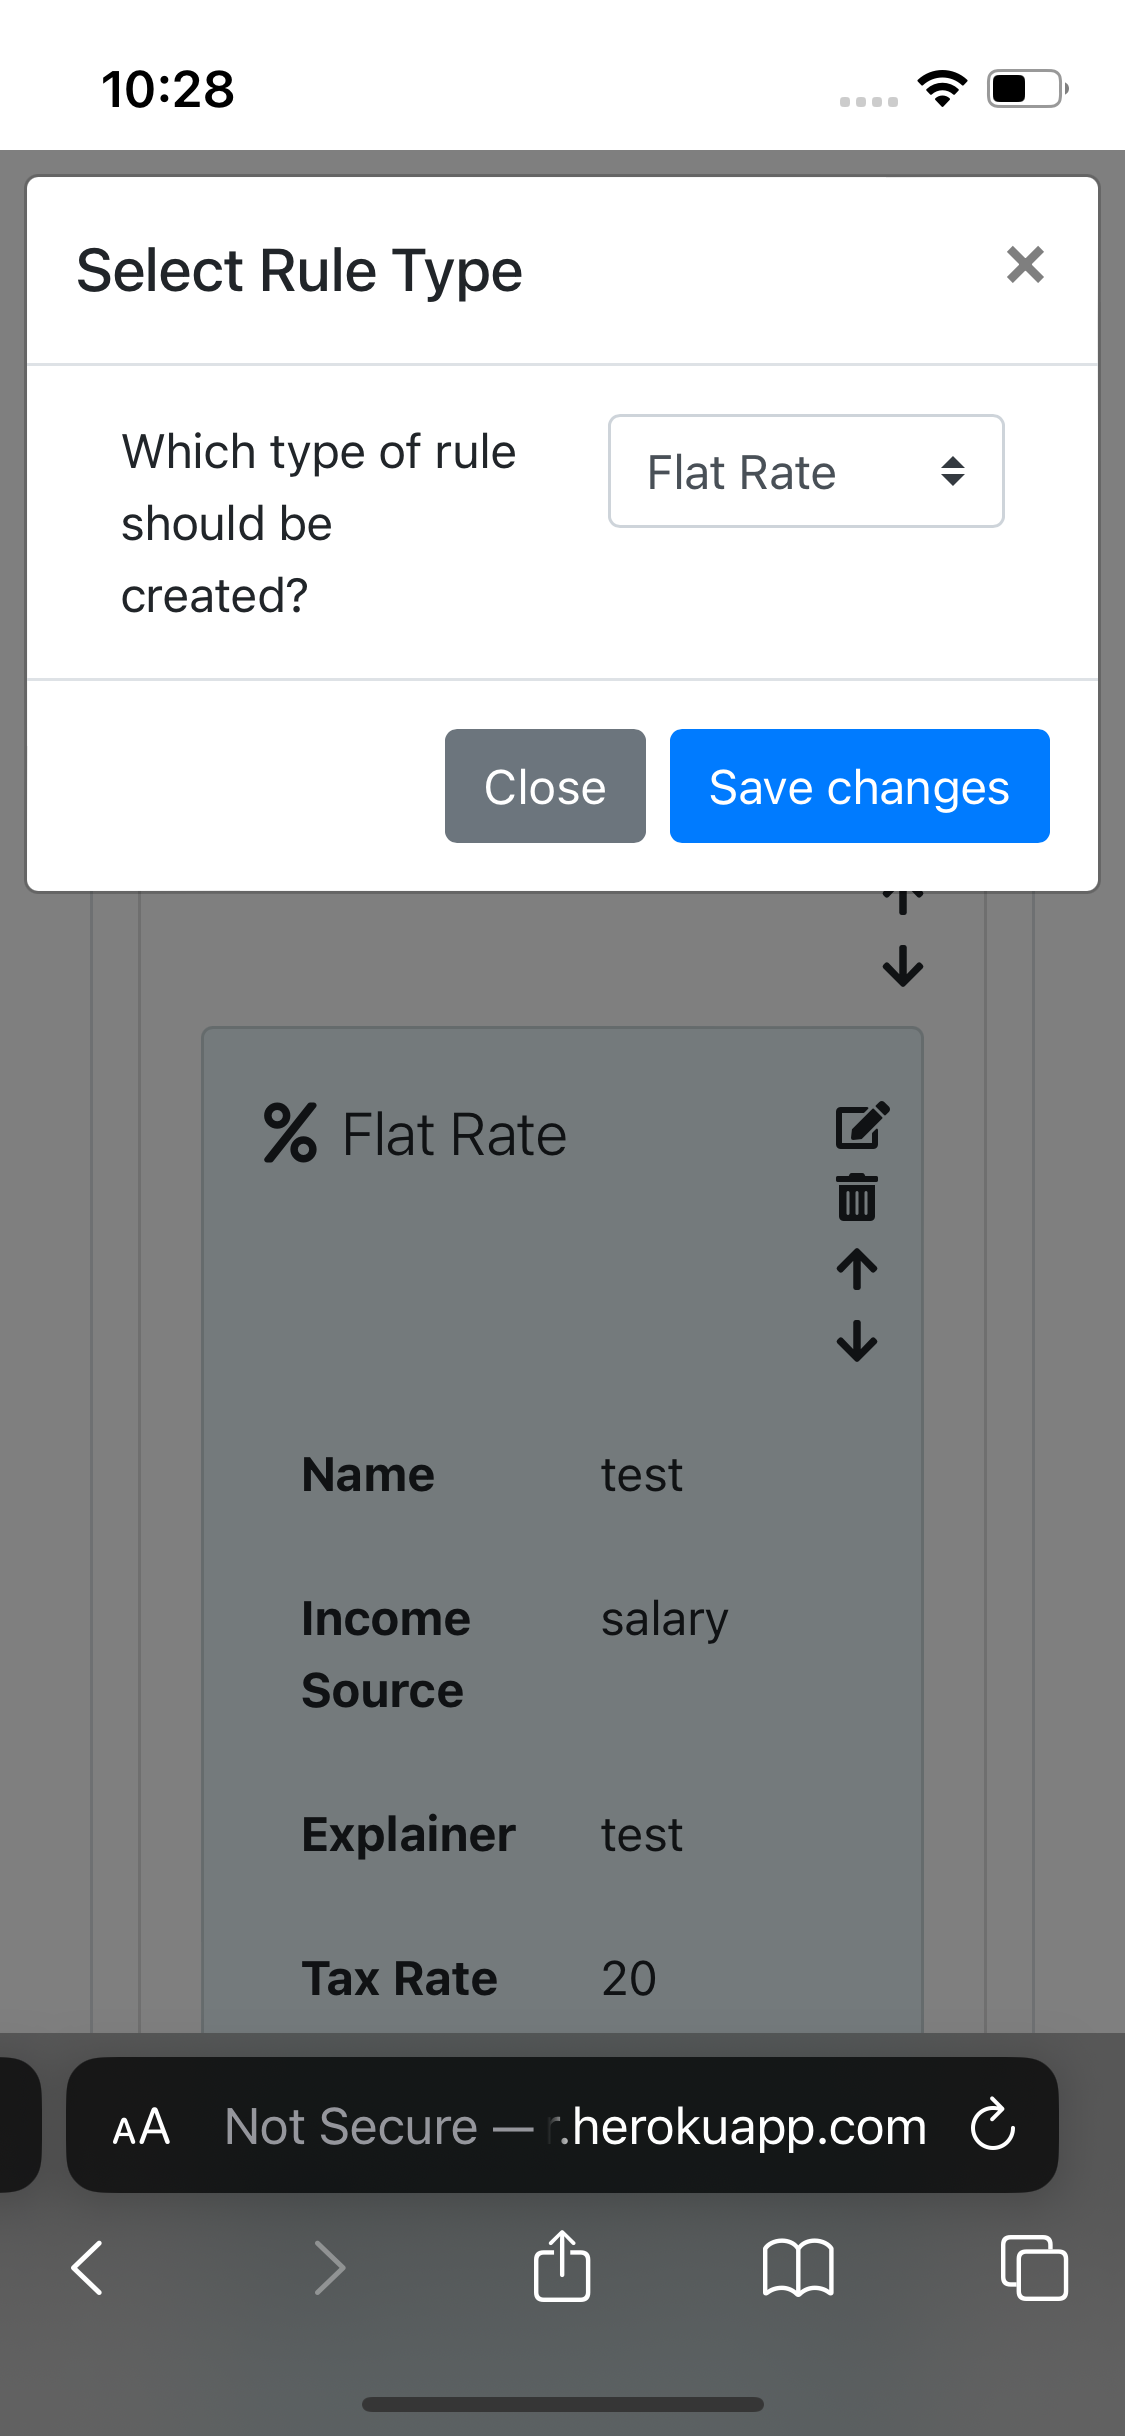 10:28
Select Rule Type
Which type of rule
should be
created?
Flat Rate
Close
Save changes
% Flat Rate
Name test
Income salary
Source
Explainer test
Tax Rate 20
AA Not Secure — r.herokuapp.com